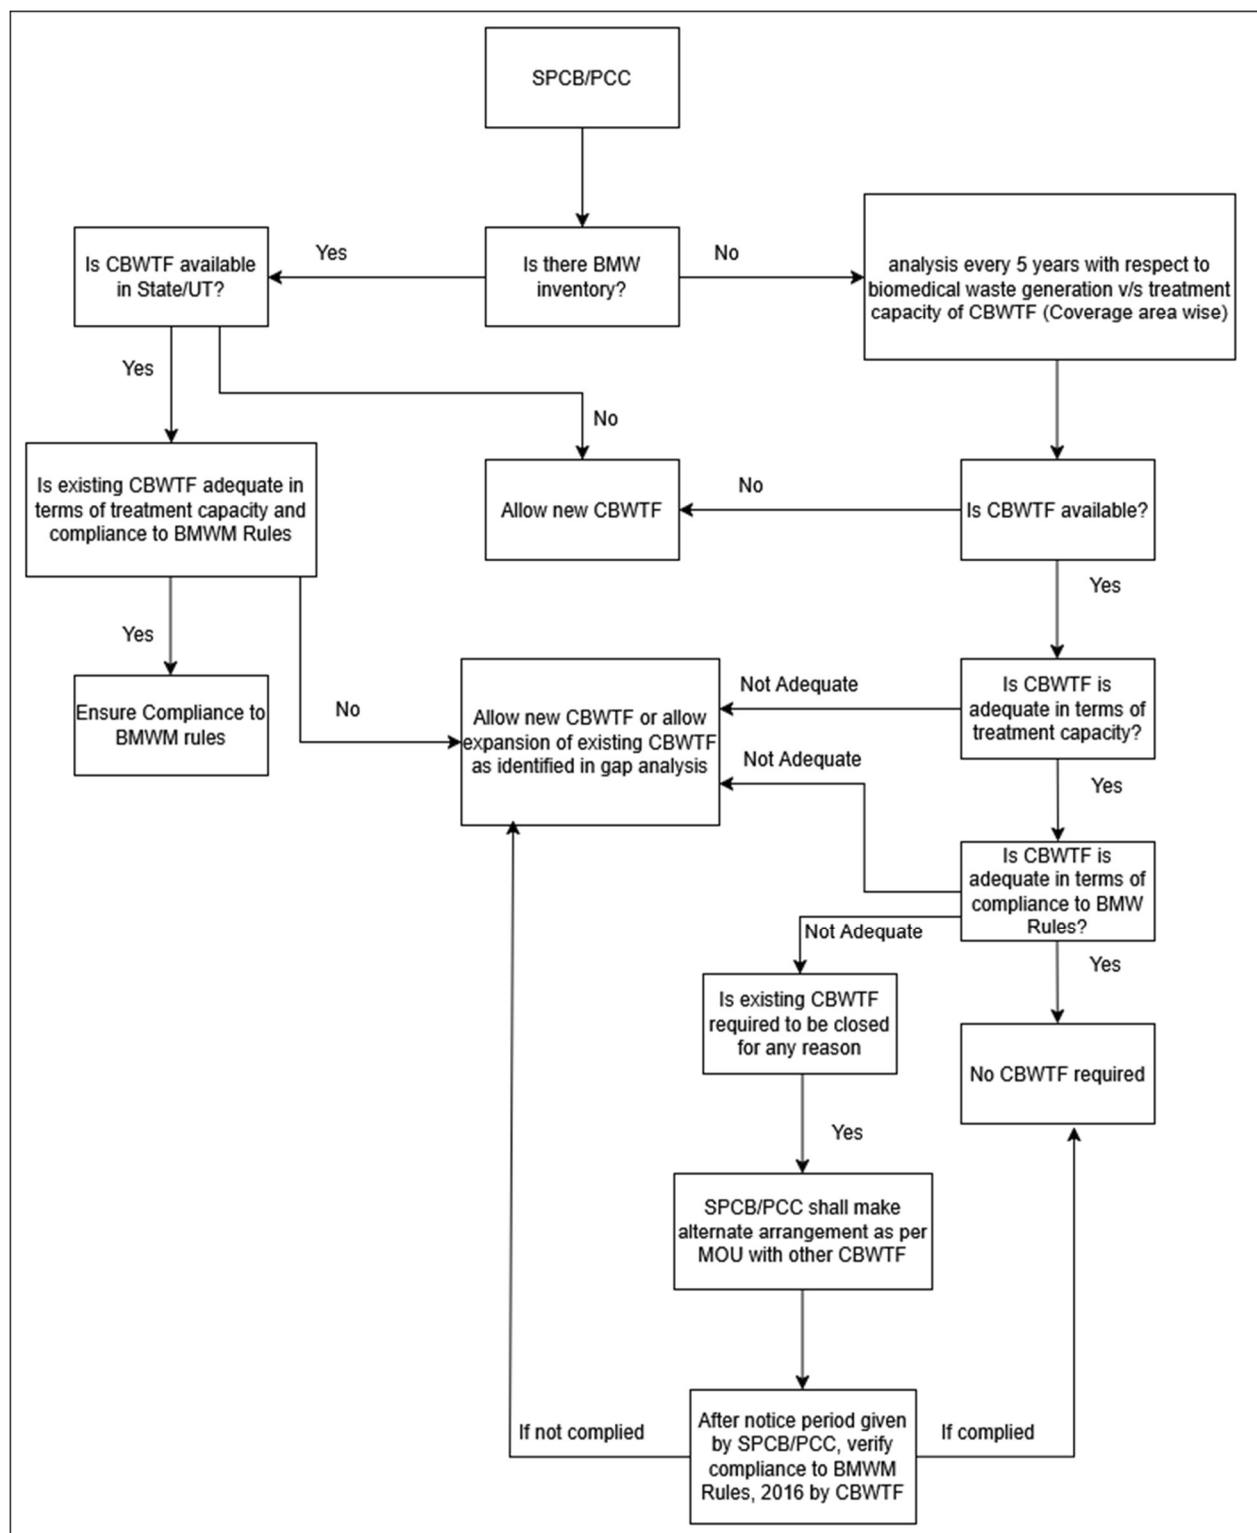 SPCB/PCC
Is CBWTF available
in State/UT?
Yes
Is there BMW
inventory?
No
analysis every 5 years with respect to
biomedical waste generation v/s treatment
capacity of CBWTF (Coverage area wise)
Yes
No
Is existing CBWTF adequate in
terms of treatment capacity and
compliance to BMWM Rules
Allow new CBWTF
No
Is CBWTF available?
Yes
Yes
Ensure Compliance to
BMWM rules
No
Allow new CBWTF or allow
expansion of existing CBWTF
as identified in gap analysis
Not Adequate
Not Adequate
Is CBWTF is
adequate in terms of
treatment capacity?
Yes
Is CBWTF is
adequate in terms of
compliance to BMW
Rules?
Not Adequate
Yes
Is existing CBWTF
required to be closed
for any reason
No CBWTF required
Yes
SPCB/PCC shall make
alternate arrangement as per
MOU with other CBWTF
If not complied
After notice period given
by SPCB/PCC, verify
compliance to BMWM
Rules, 2016 by CBWTF
If complied